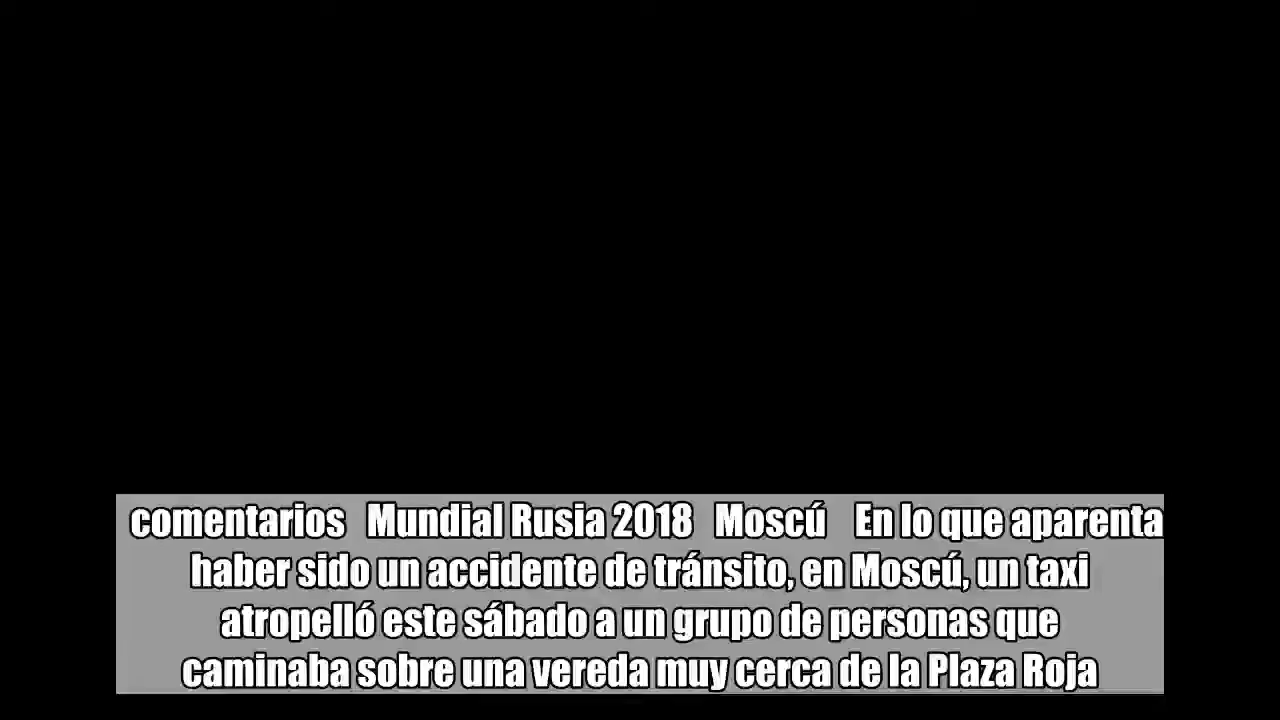 comentarios Mundial Rusia 2018 Moscú En lo que aparenta
haber sido un accidente de tránsito, en Moscú, un taxi
atropelló este sábado a un grupo de personas que
caminaba sobre una vereda muy cerca de la Plaza Roja